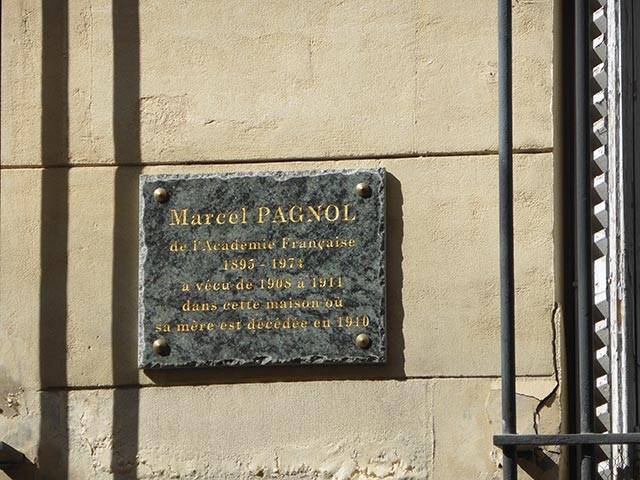 Marcel PAGNOL
de l'Académie Française
1895 - 1974
a vécu de 1908 à 1911
dans cette maison où
sa mère est décédée en 1910